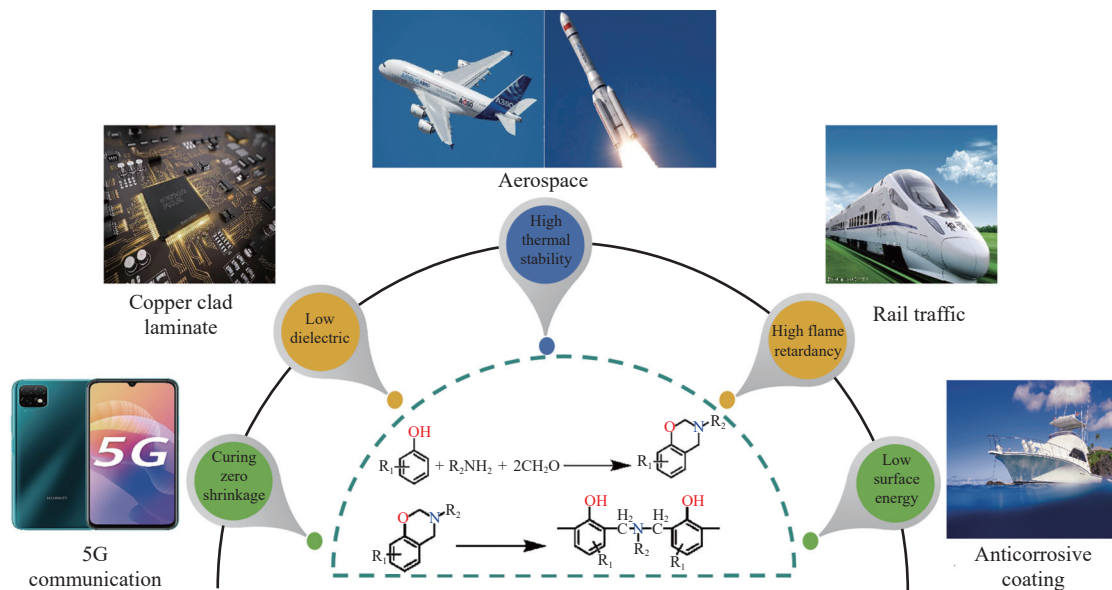 Aerospace
High
thermal
stability
Copper clad
laminate
Low
dielectric
High flame
retardancy
Rail traffic
5G
5G
communication
Curing
zero
shrinkage
Low
surface
energy
Anticorrosive
coating
OH
R₁ + R₂NH₂ + 2CH₂O O N R₂
R₁
O N R₂
R₁
OH H₂ H₂ OH
C N C
R₂
R₁ R₁
A380
HUAWEI